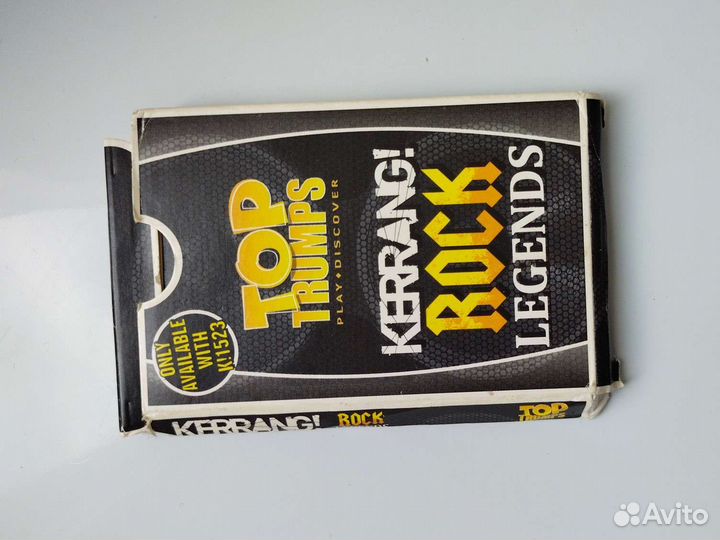 TOP
TRUMPS
PLAY • DISCOVER
KERRANG!
ROCK
LEGENDS
ONLY
AVAILABLE
WITH
K!1523
KERRANG!
ROCK
TOP
TRUMPS
Avito